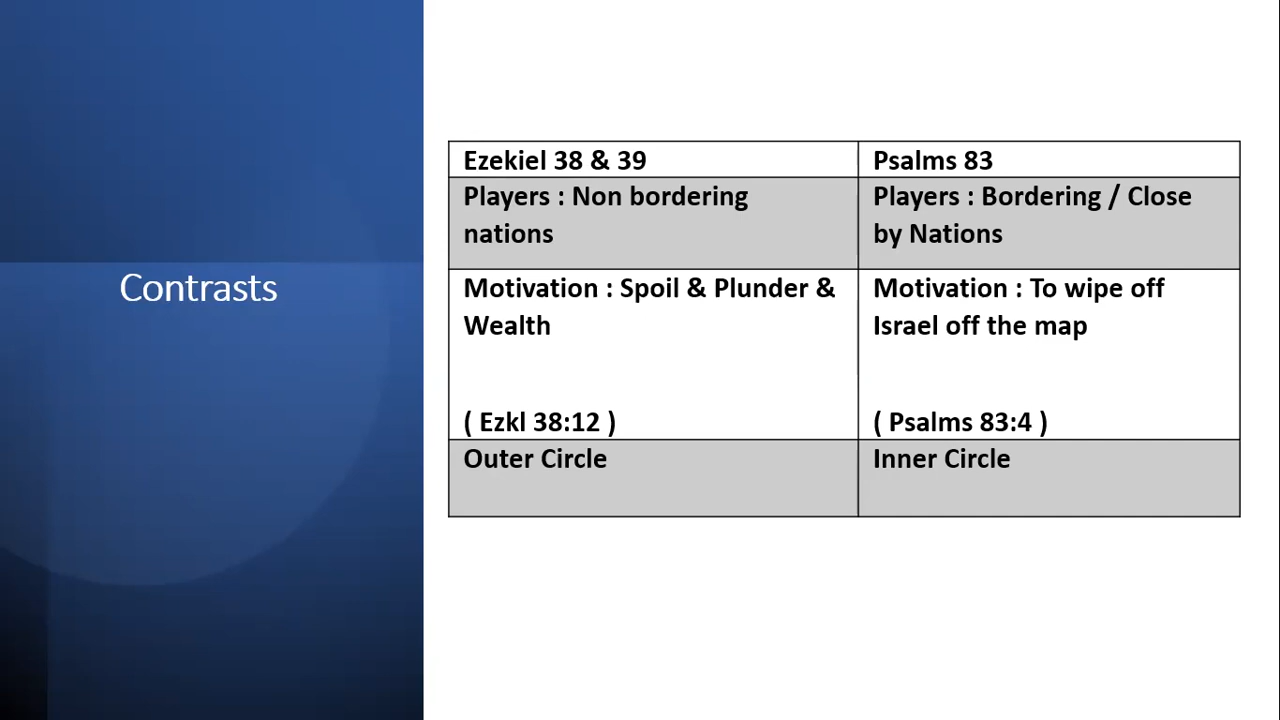 Contrasts
Ezekiel 38 & 39
Psalms 83
Players : Non bordering
nations
Players : Bordering / Close
by Nations
Motivation : Spoil & Plunder &
Wealth
( Ezkl 38:12 )
Motivation : To wipe off
Israel off the map
( Psalms 83:4 )
Outer Circle
Inner Circle